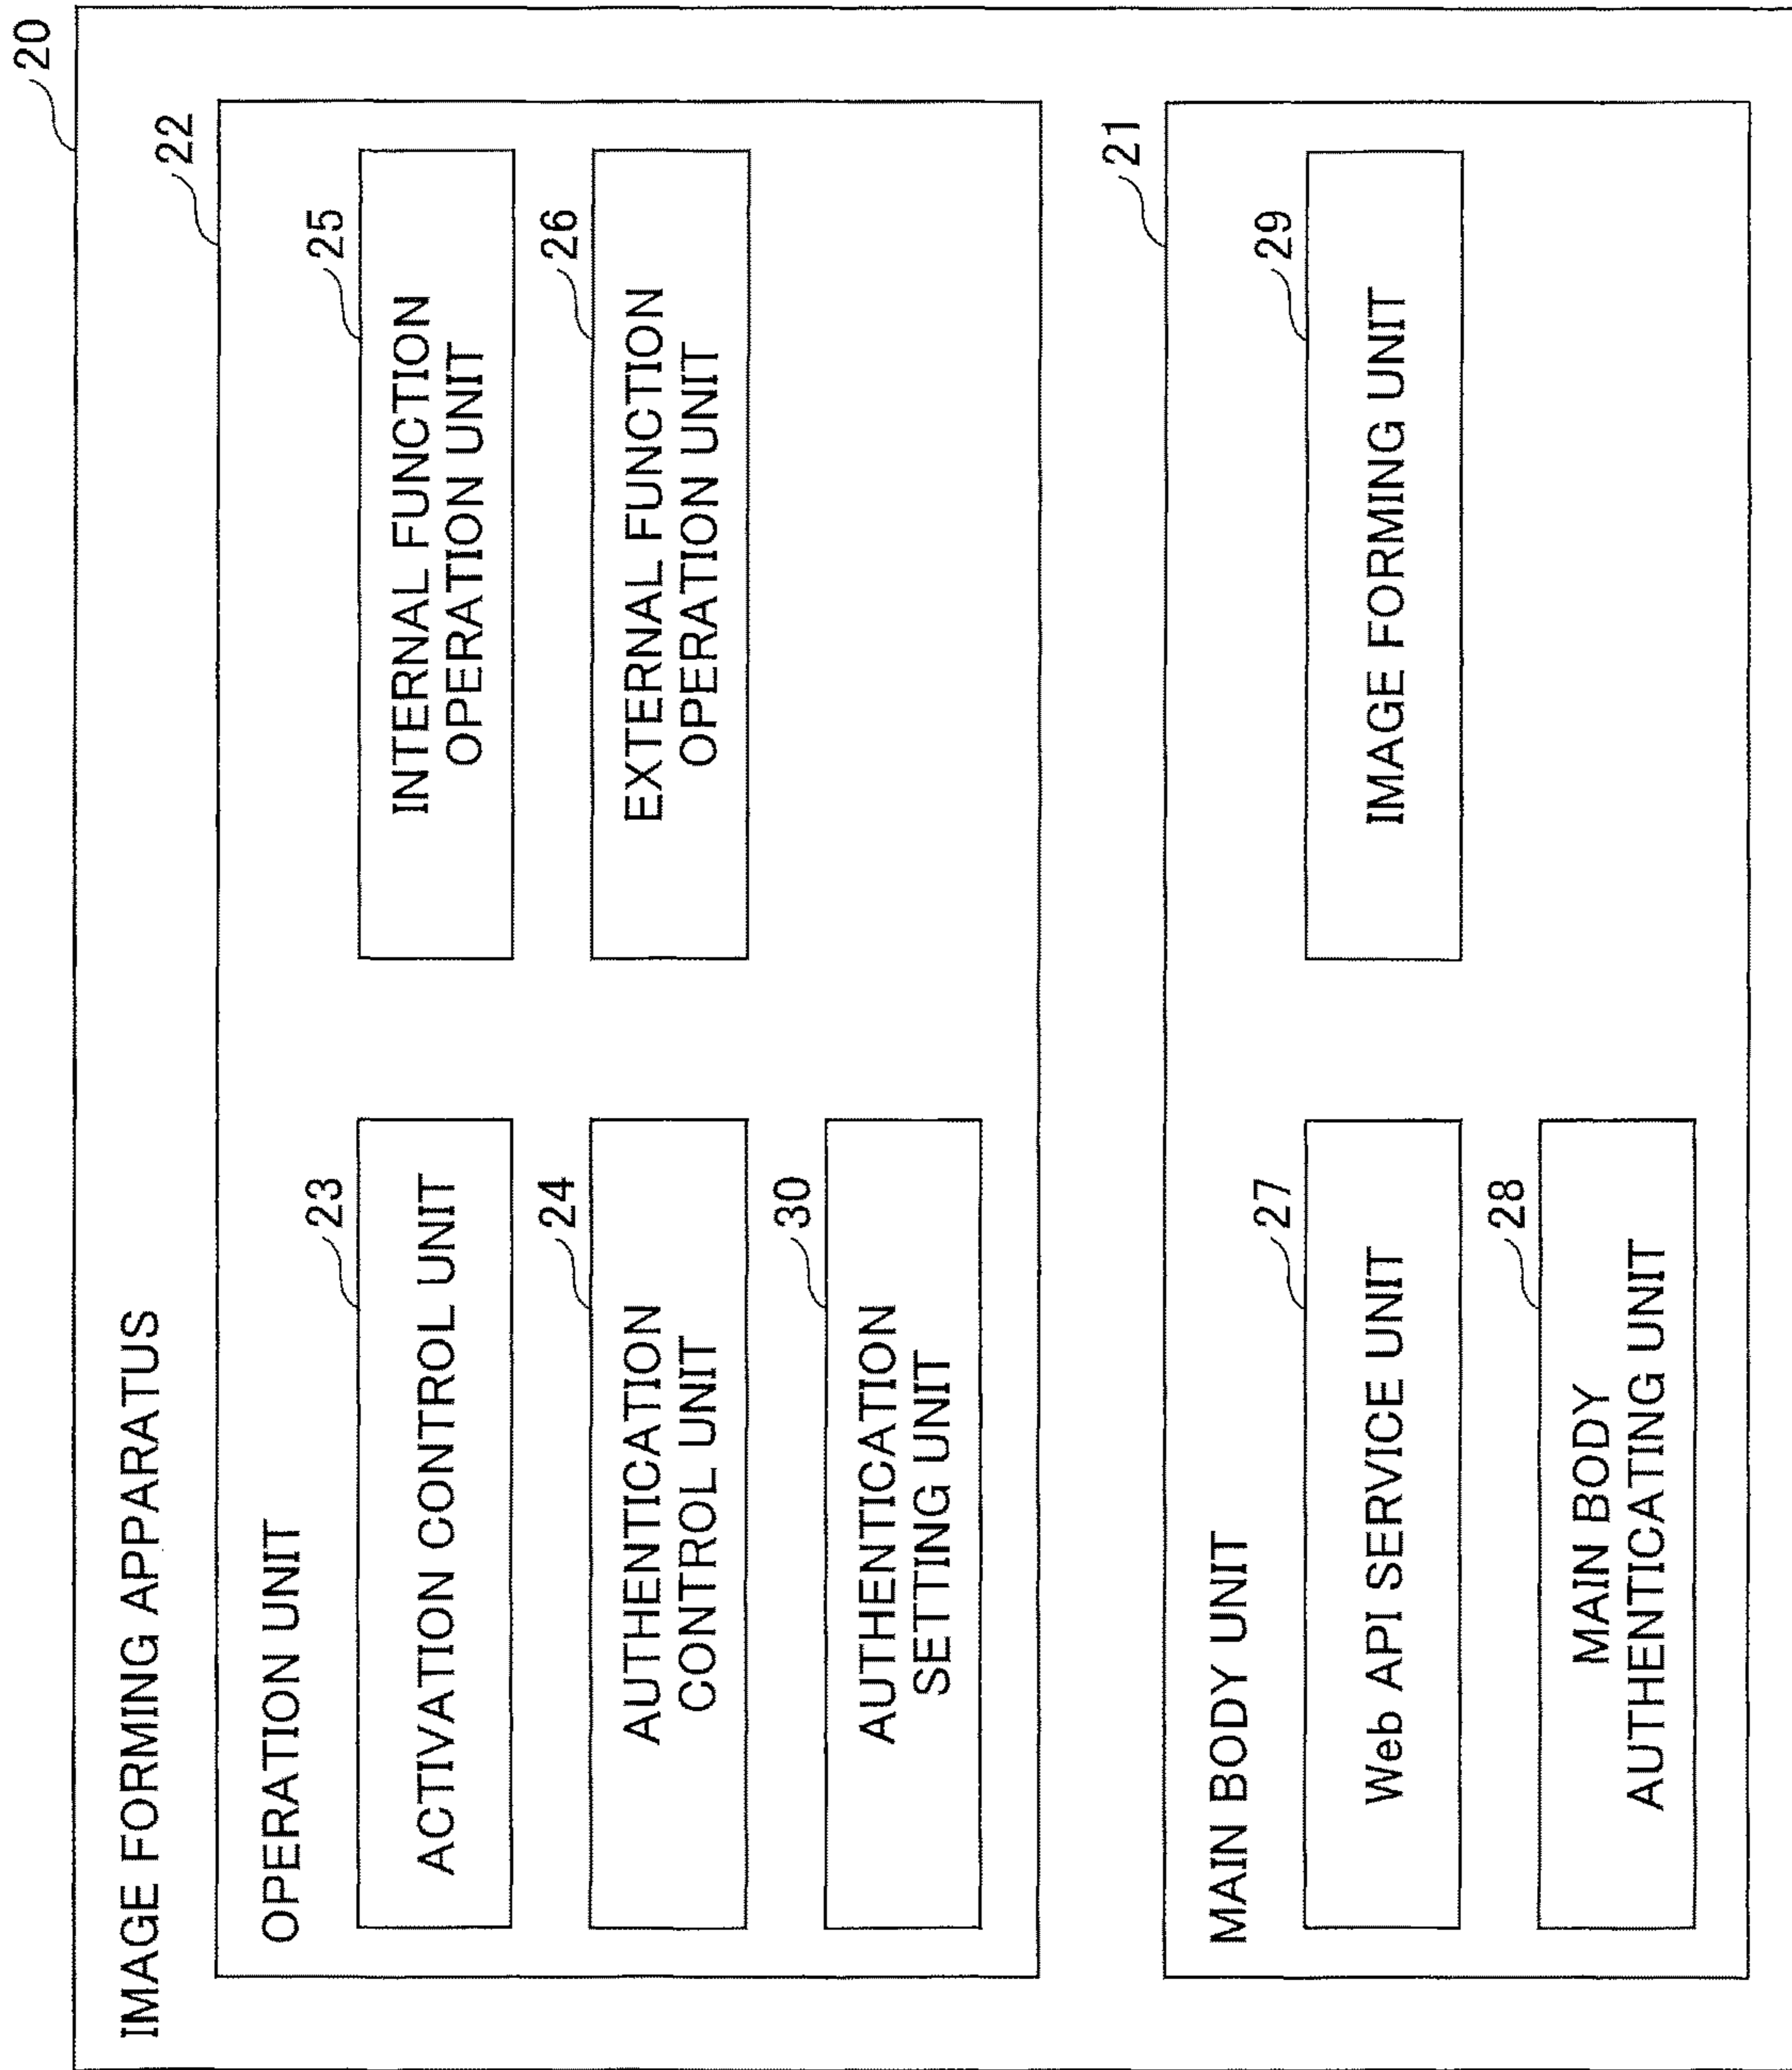 20
IMAGE FORMING APPARATUS
22
OPERATION UNIT
23
ACTIVATION CONTROL UNIT
25
INTERNAL FUNCTION
OPERATION UNIT
24
AUTHENTICATION
CONTROL UNIT
26
EXTERNAL FUNCTION
OPERATION UNIT
30
AUTHENTICATION
SETTING UNIT
21
MAIN BODY UNIT
27
Web API SERVICE UNIT
29
IMAGE FORMING UNIT
28
MAIN BODY
AUTHENTICATING UNIT